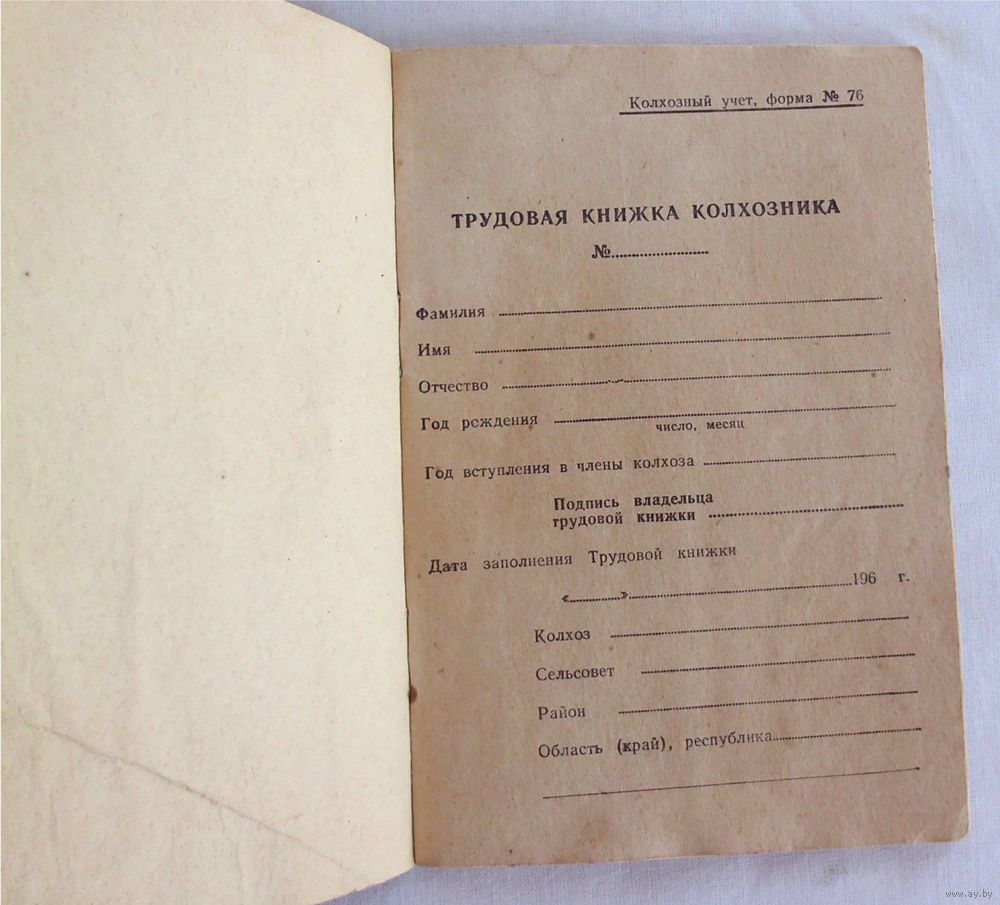 Колхозный учет, форма № 76
ТРУДОВАЯ КНИЖКА КОЛХОЗНИКА
№........................
Фамилия
Имя
Отчество
Год рождения
число, месяц
Год вступления в члены колхоза
Подпись владельца
трудовой книжки
Дата заполнения Трудовой книжки
«............».......................................................196 г.
Колхоз
Сельсовет
Район
Область (край), республика
www.ay.by